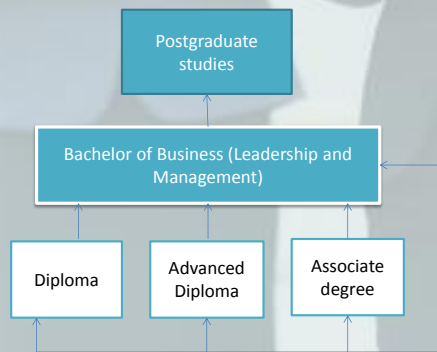 Postgraduate
studies
Bachelor of Business (Leadership and
Management)
Diploma
Advanced
Diploma
Associate
degree